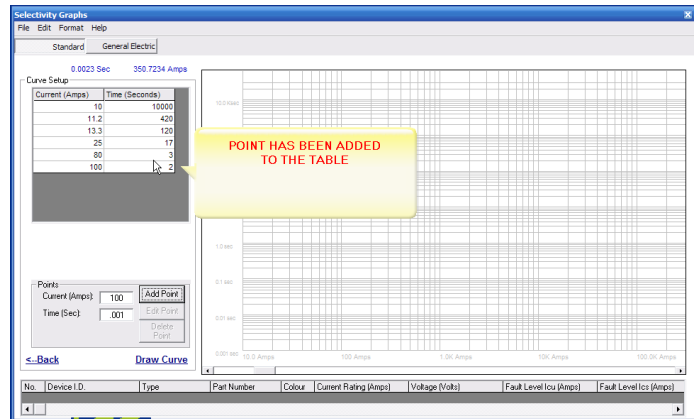 Selectivity Graphs
File Edit Format Help
Standard General Electric
0.0023 Sec 350.7234 Amps
Curve Setup
Current (Amps) Time (Seconds)
10 10000
11.2 420
13.3 120
25 17
80 3
100 2
POINT HAS BEEN ADDED
TO THE TABLE
1.0 sec
0.1 sec
0.01 sec
0.001 sec 10.0 Amps 100 Amps 1.0K Amps 10K Amps 100.0K Amps
Points
Current (Amps): 100 Add Point
Time (Sec): .001 Edit Point
Delete
Point
<--Back Draw Curve
No. Device I.D. Type Part Number Colour Current Rating (Amps) Voltage (Volts) Fault Level Icu (Amps) Fault Level Ics (Amps)